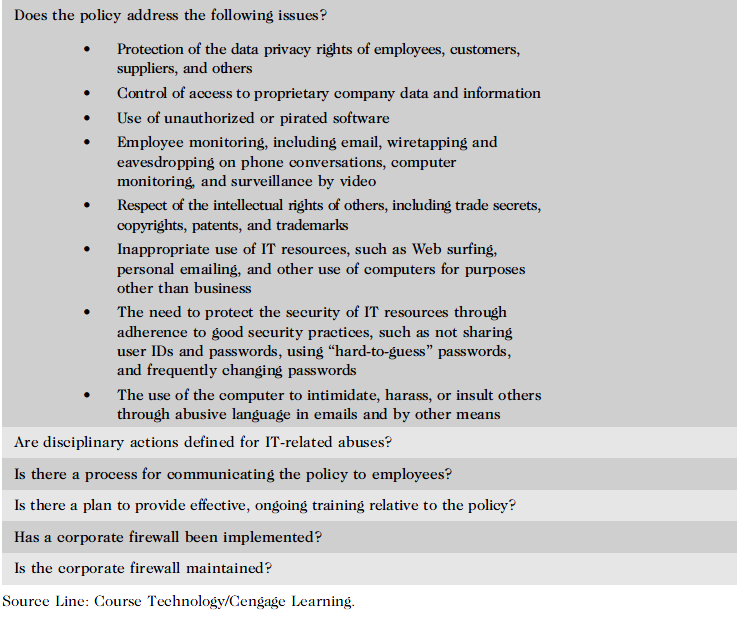 Does the policy address the following issues?
• Protection of the data privacy rights of employees, customers,
suppliers, and others
• Control of access to proprietary company data and information
• Use of unauthorized or pirated software
• Employee monitoring, including email, wiretapping and
eavesdropping on phone conversations, computer
monitoring, and surveillance by video
• Respect of the intellectual rights of others, including trade secrets,
copyrights, patents, and trademarks
• Inappropriate use of IT resources, such as Web surfing,
personal emailing, and other use of computers for purposes
other than business
• The need to protect the security of IT resources through
adherence to good security practices, such as not sharing
user IDs and passwords, using “hard-to-guess” passwords,
and frequently changing passwords
• The use of the computer to intimidate, harass, or insult others
through abusive language in emails and by other means
Are disciplinary actions defined for IT-related abuses?
Is there a process for communicating the policy to employees?
Is there a plan to provide effective, ongoing training relative to the policy?
Has a corporate firewall been implemented?
Is the corporate firewall maintained?
Source Line: Course Technology/Cengage Learning.